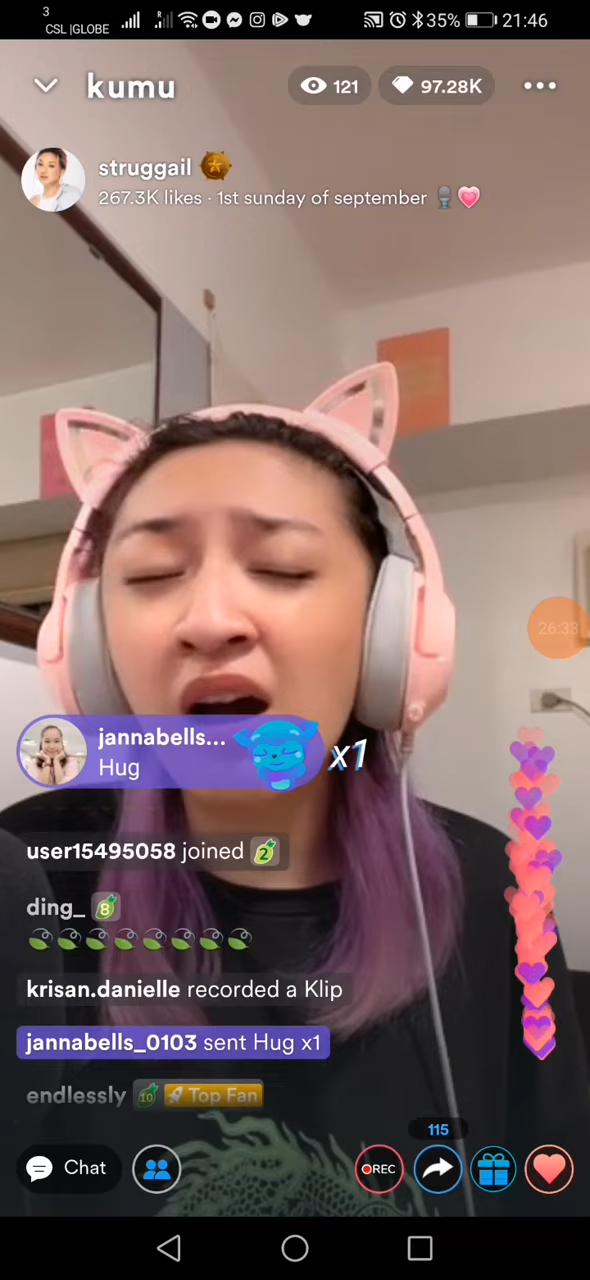 3
CSL |GLOBE
35%
21:46
kumu
121
97.28K
struggail
267.3K likes · 1st sunday of september
26:33
jannabells...
Hug
x1
user15495058 joined 2
ding_ 8
krisan.danielle recorded a Klip
jannabells_0103 sent Hug x1
endlessly 10 Top Fan
115
Chat
REC